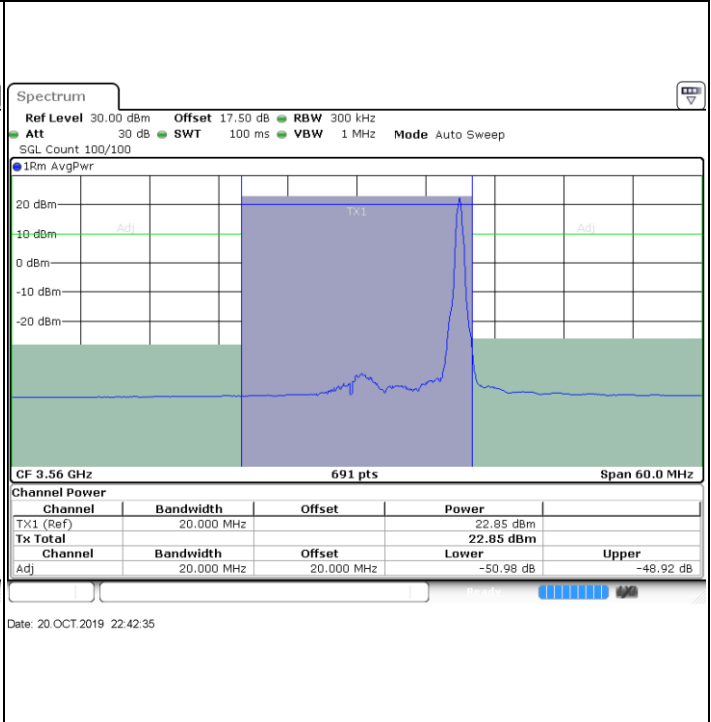 Spectrum
Ref Level 30.00 dBm Offset 17.50 dB RBW 300 kHz
Att 30 dB SWT 100 ms VBW 1 MHz Mode Auto Sweep
SGL Count 100/100
1Rm AvgPwr
20 dBm
TX1
10 dBm Adj Adj
0 dBm
-10 dBm
-20 dBm
CF 3.56 GHz 691 pts Span 60.0 MHz
Channel Power
Channel Bandwidth Offset Power
TX1 (Ref) 20.000 MHz 22.85 dBm
Tx Total 22.85 dBm
Channel Bandwidth Offset Lower Upper
Adj 20.000 MHz 20.000 MHz -50.98 dB -48.92 dB
Ready
Date: 20.OCT.2019 22:42:35